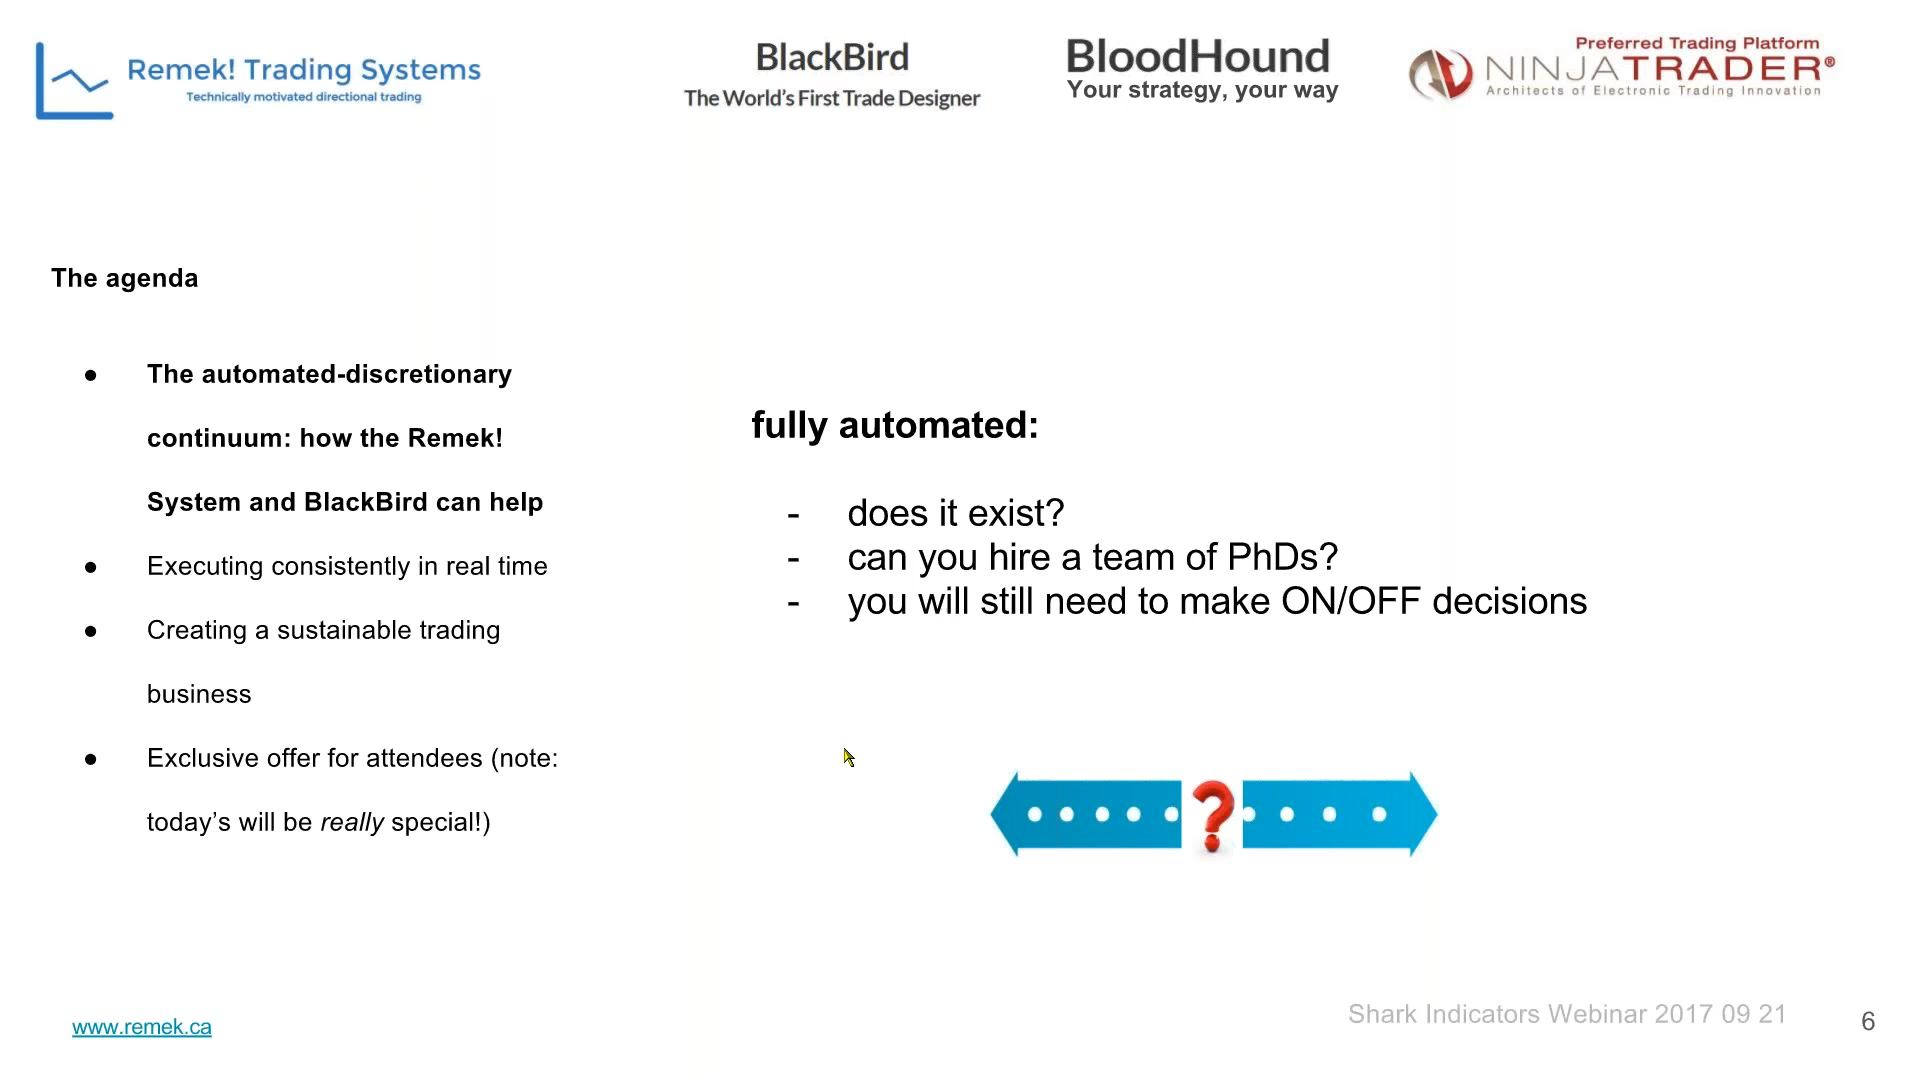 Remek! Trading Systems
Technically motivated directional trading
BlackBird
The World's First Trade Designer
BloodHound
Your strategy, your way
Preferred Trading Platform
NINJATRADER®
Architects of Electronic Trading Innovation
The agenda
● The automated-discretionary
continuum: how the Remek!
System and BlackBird can help
● Executing consistently in real time
● Creating a sustainable trading
business
● Exclusive offer for attendees (note:
today’s will be really special!)
fully automated:
- does it exist?
- can you hire a team of PhDs?
- you will still need to make ON/OFF decisions
?
www.remek.ca
Shark Indicators Webinar 2017 09 21
6